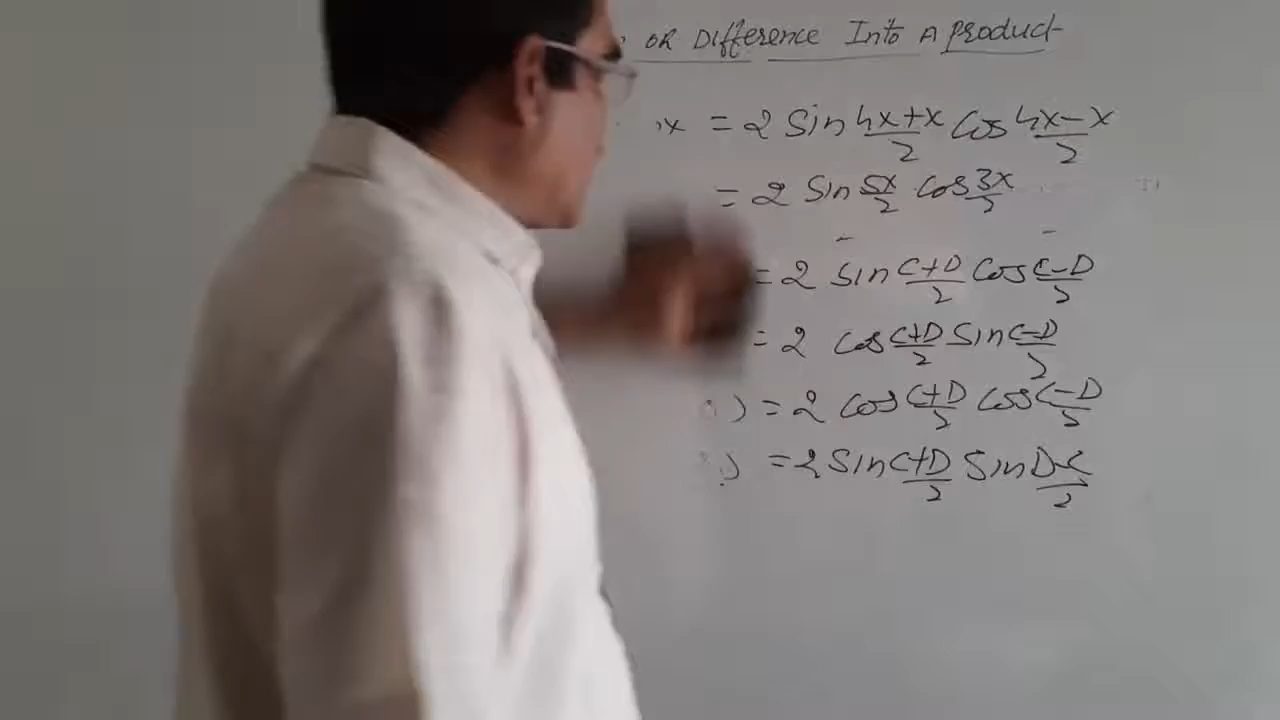 OR Difference Into A product
x = 2 Sin 4x+x/2 Cos 4x-x/2
= 2 Sin 5x/2 Cos 3x/2
= 2 Sin C+D/2 Cos C-D/2
= 2 Cos C+D/2 Sin C-D/2
) = 2 Cos C+D/2 Cos C-D/2
) = 2 Sin C+D/2 Sin D-C/2